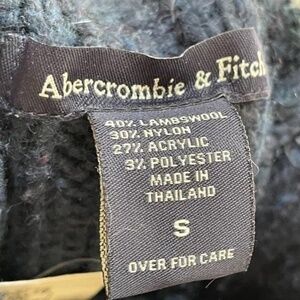 Abercrombie & Fitch
40% LAMBSWOOL
30% NYLON
27% ACRYLIC
3% POLYESTER
MADE IN
THAILAND
S
OVER FOR CARE